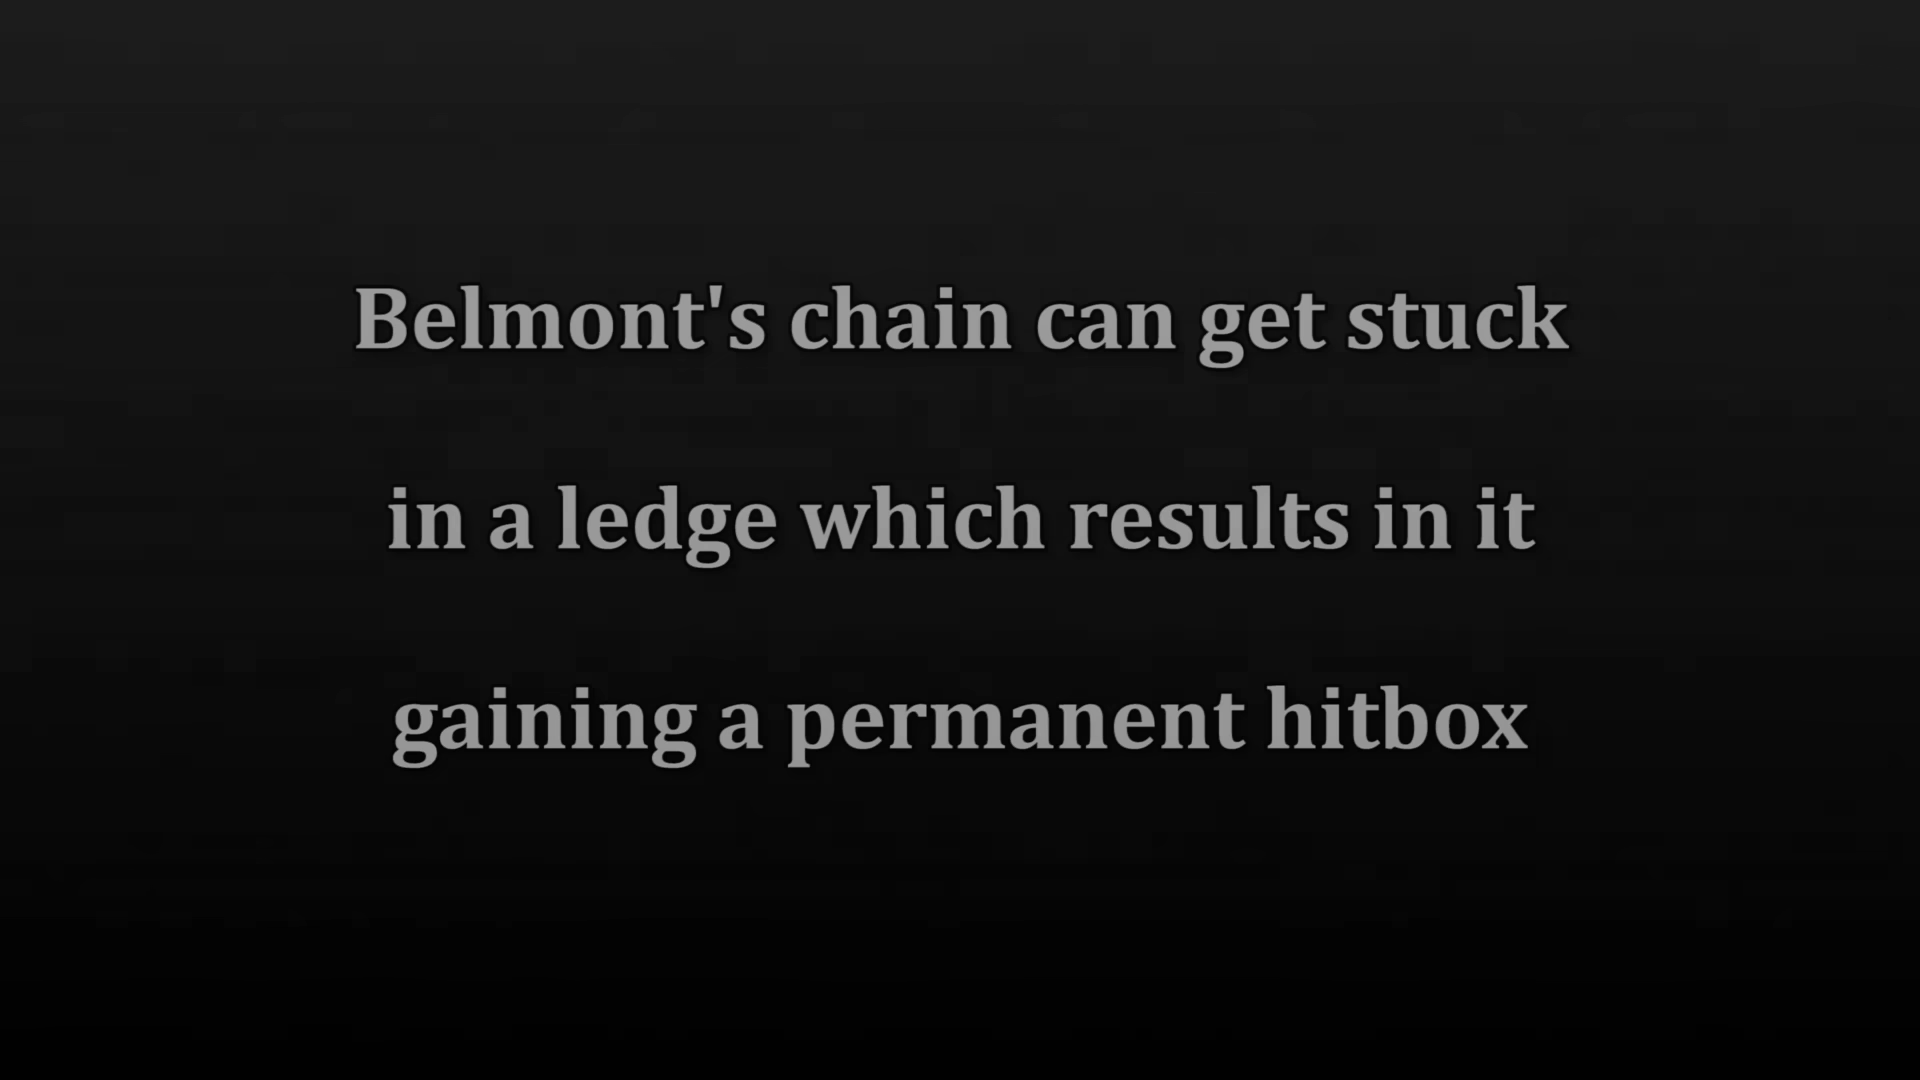 Belmont's chain can get stuck
in a ledge which results in it
gaining a permanent hitbox